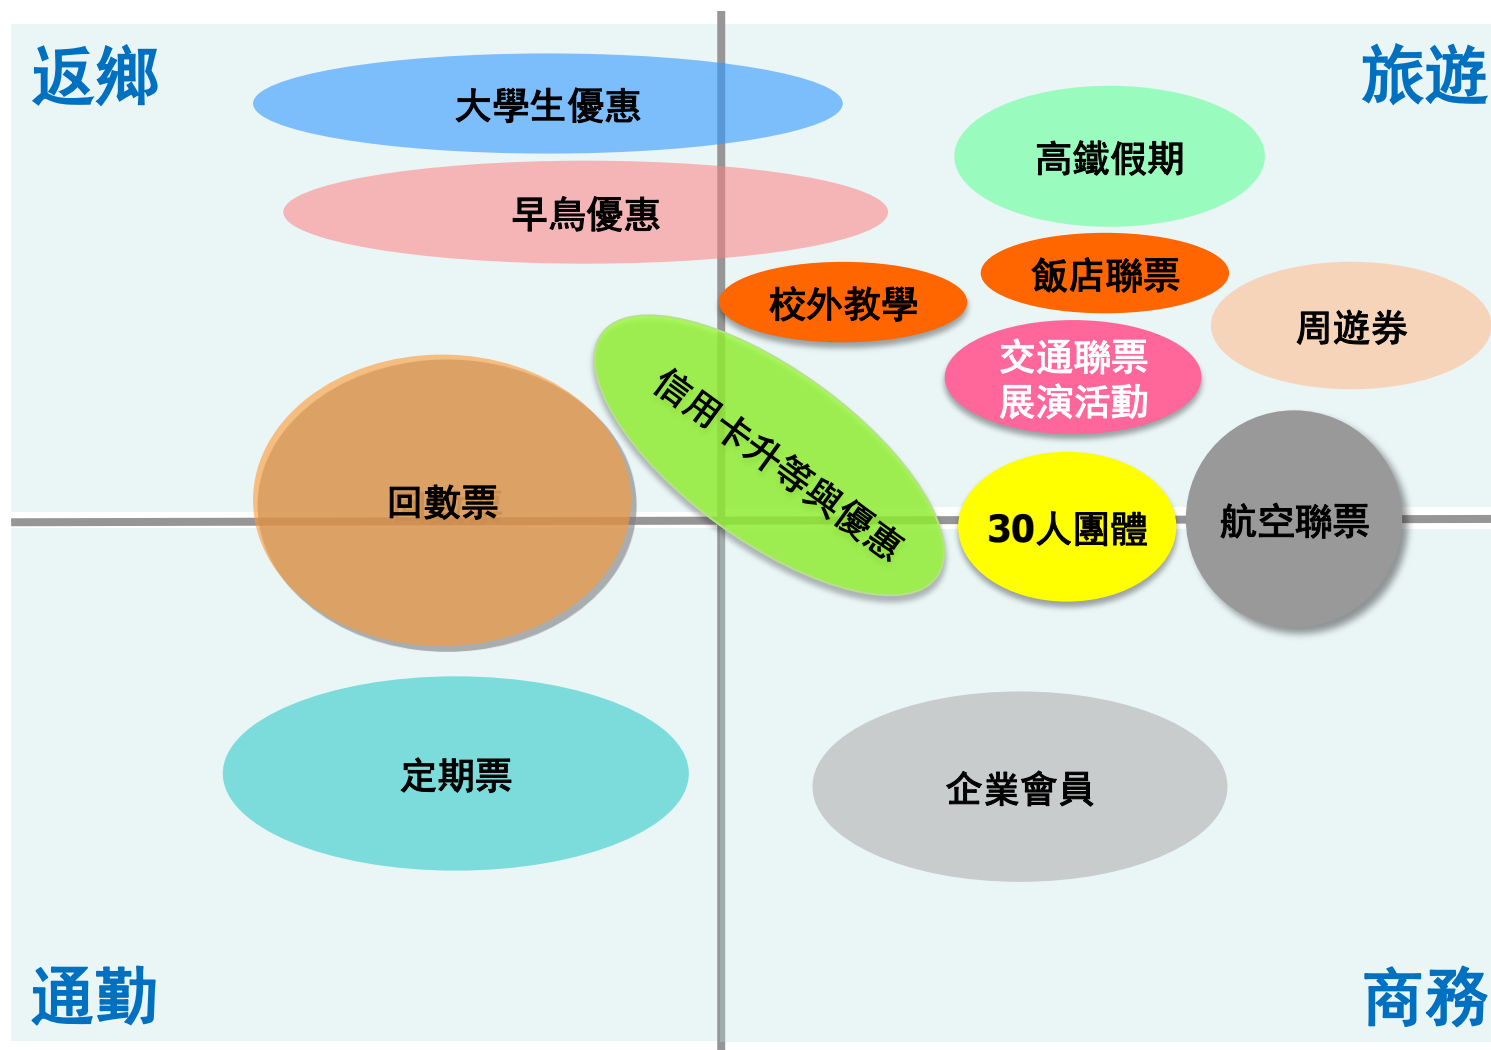 返鄉
旅遊
大學生優惠
高鐵假期
早鳥優惠
飯店聯票
校外教學
周遊券
交通聯票
展演活動
信用卡升等與優惠
回數票
30人團體
航空聯票
定期票
企業會員
通勤
商務